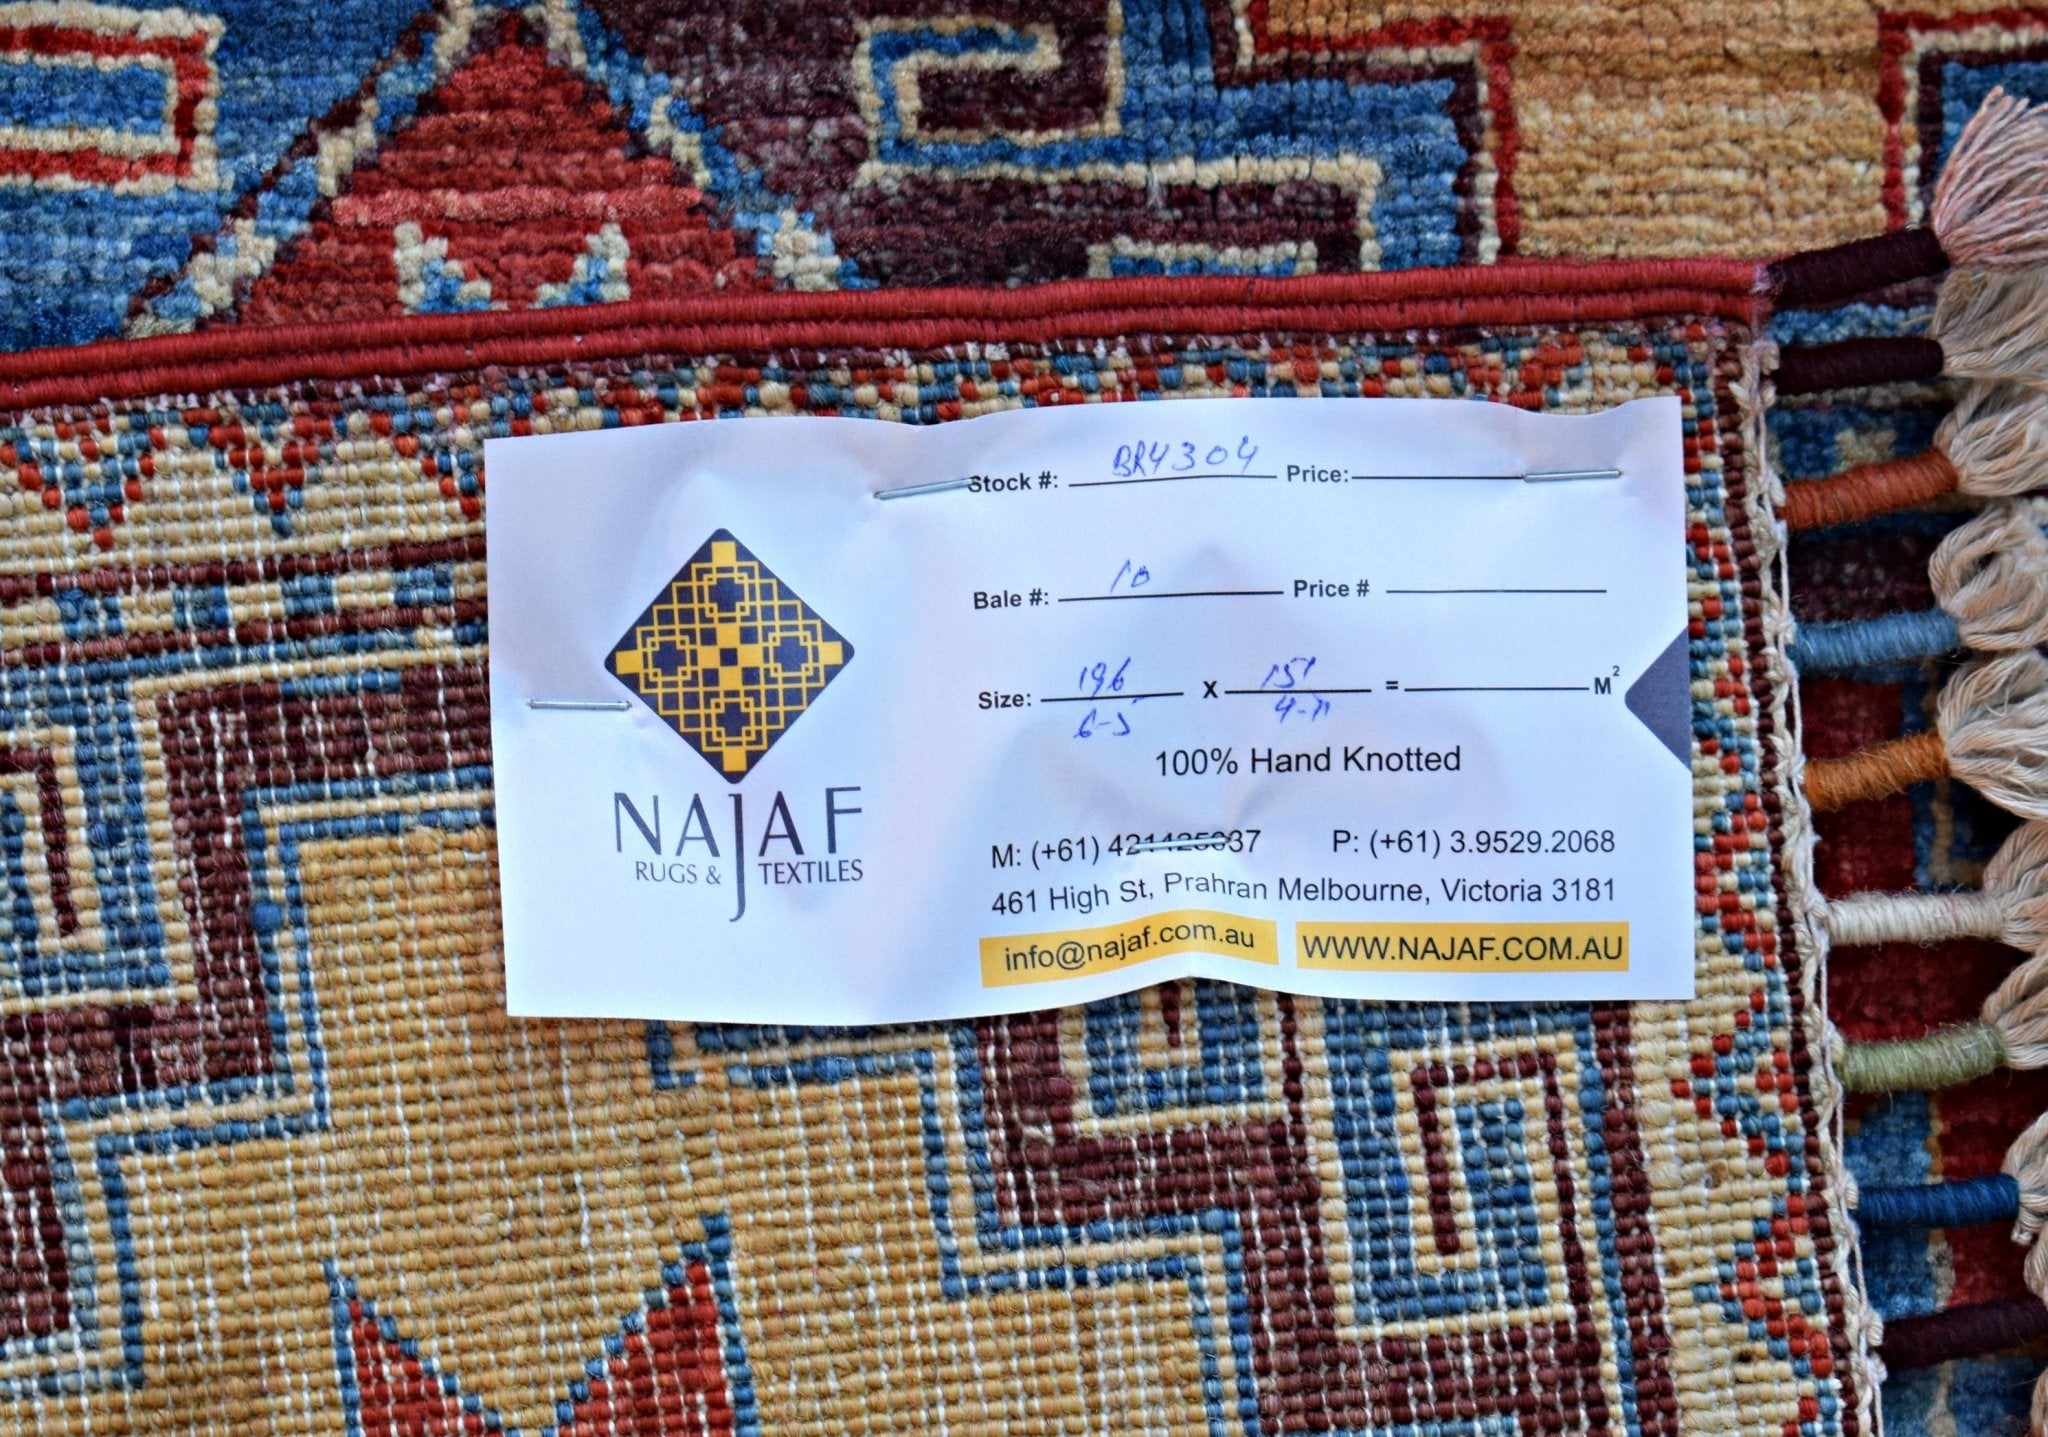 Stock #: BR4304 Price:
Bale #: 10 Price #
Size: 196 X 151 = M²
6-5 4-11
100% Hand Knotted
NAJAF
RUGS & TEXTILES
M: (+61) 421425037 P: (+61) 3.9529.2068
461 High St, Prahran Melbourne, Victoria 3181
info@najaf.com.au WWW.NAJAF.COM.AU